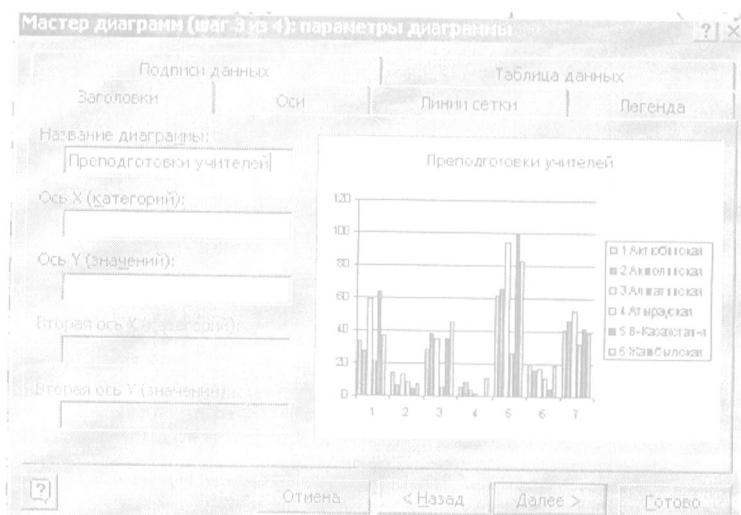 Мастер диаграмм (шаг 3 из 4): параметры диаграммы
Подписи данных
Таблица данных
Заголовки
Оси
Линии сетки
Легенда
Название диаграммы:
Преподготовки учителей
Ось X (категорий):
Ось Y (значений):
Вторая ось X (категорий):
Вторая ось Y (значений):
Преподготовки учителей
120
100
80
60
40
20
0
1 2 3 4 5 6 7
1 Актюбинская
2 Акмолинская
3 Алматинская
4 Атырауская
5 В-Казахстан-я
6 Жамбылская
Отмена
< Назад
Далее >
Готово